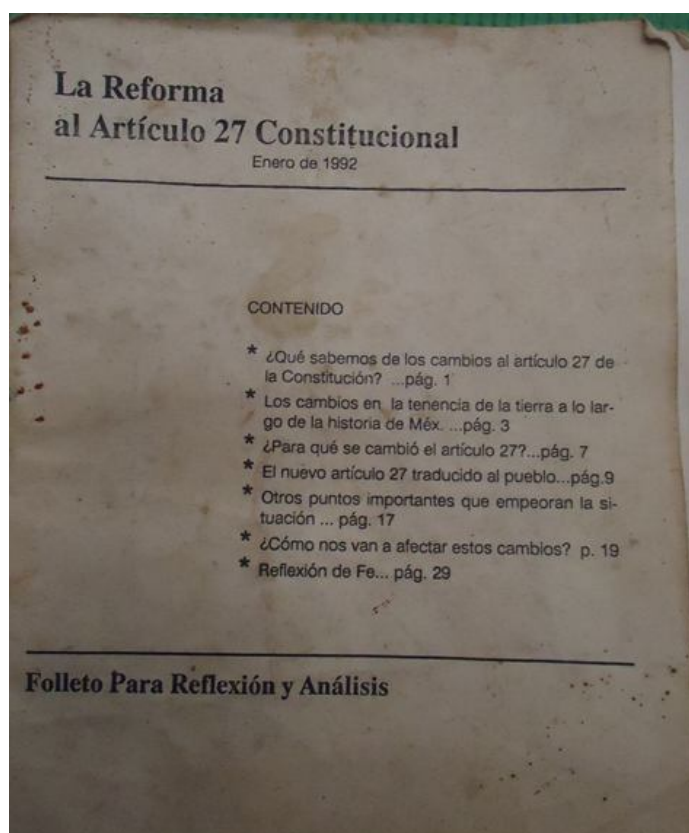 La Reforma
al Artículo 27 Constitucional
Enero de 1992
CONTENIDO
* ¿Qué sabemos de los cambios al artículo 27 de
la Constitución? ...pág. 1
* Los cambios en la tenencia de la tierra a lo lar-
go de la historia de Méx. ...pág. 3
* ¿Para qué se cambió el artículo 27?...pág. 7
* El nuevo artículo 27 traducido al pueblo...pág.9
* Otros puntos importantes que empeoran la si-
tuación ... pág. 17
* ¿Cómo nos van a afectar estos cambios? p. 19
* Reflexión de Fe... pág. 29
Folleto Para Reflexión y Análisis